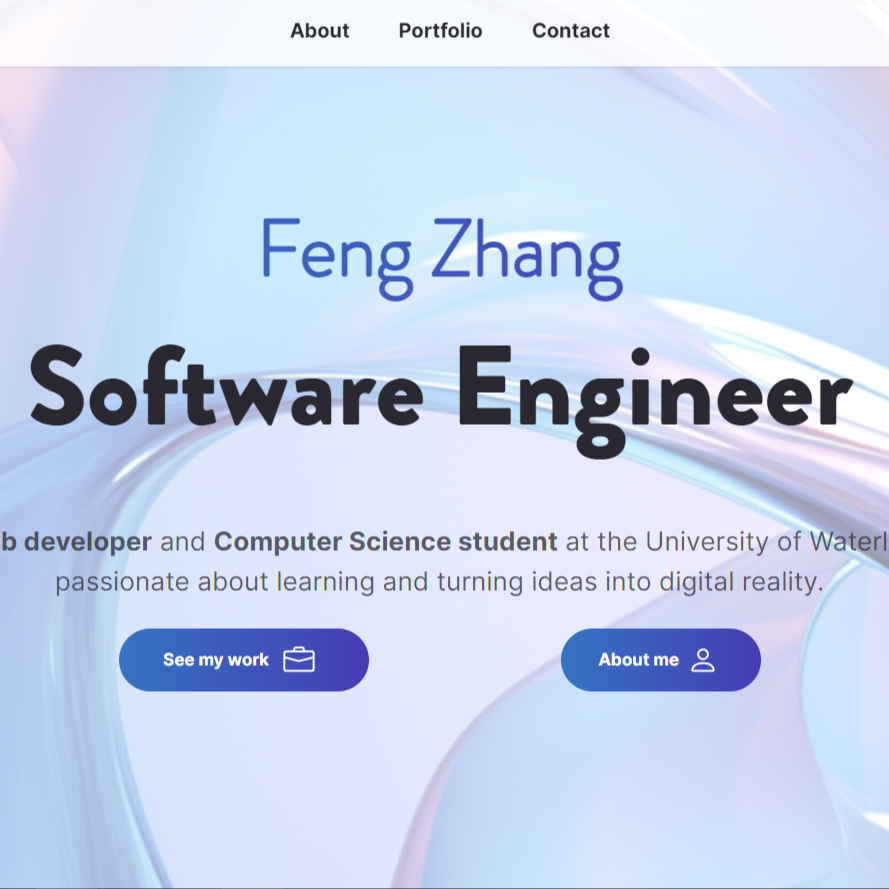 About Portfolio Contact
Feng Zhang
Software Engineer
b developer and Computer Science student at the University of Waterl
passionate about learning and turning ideas into digital reality.
See my work About me